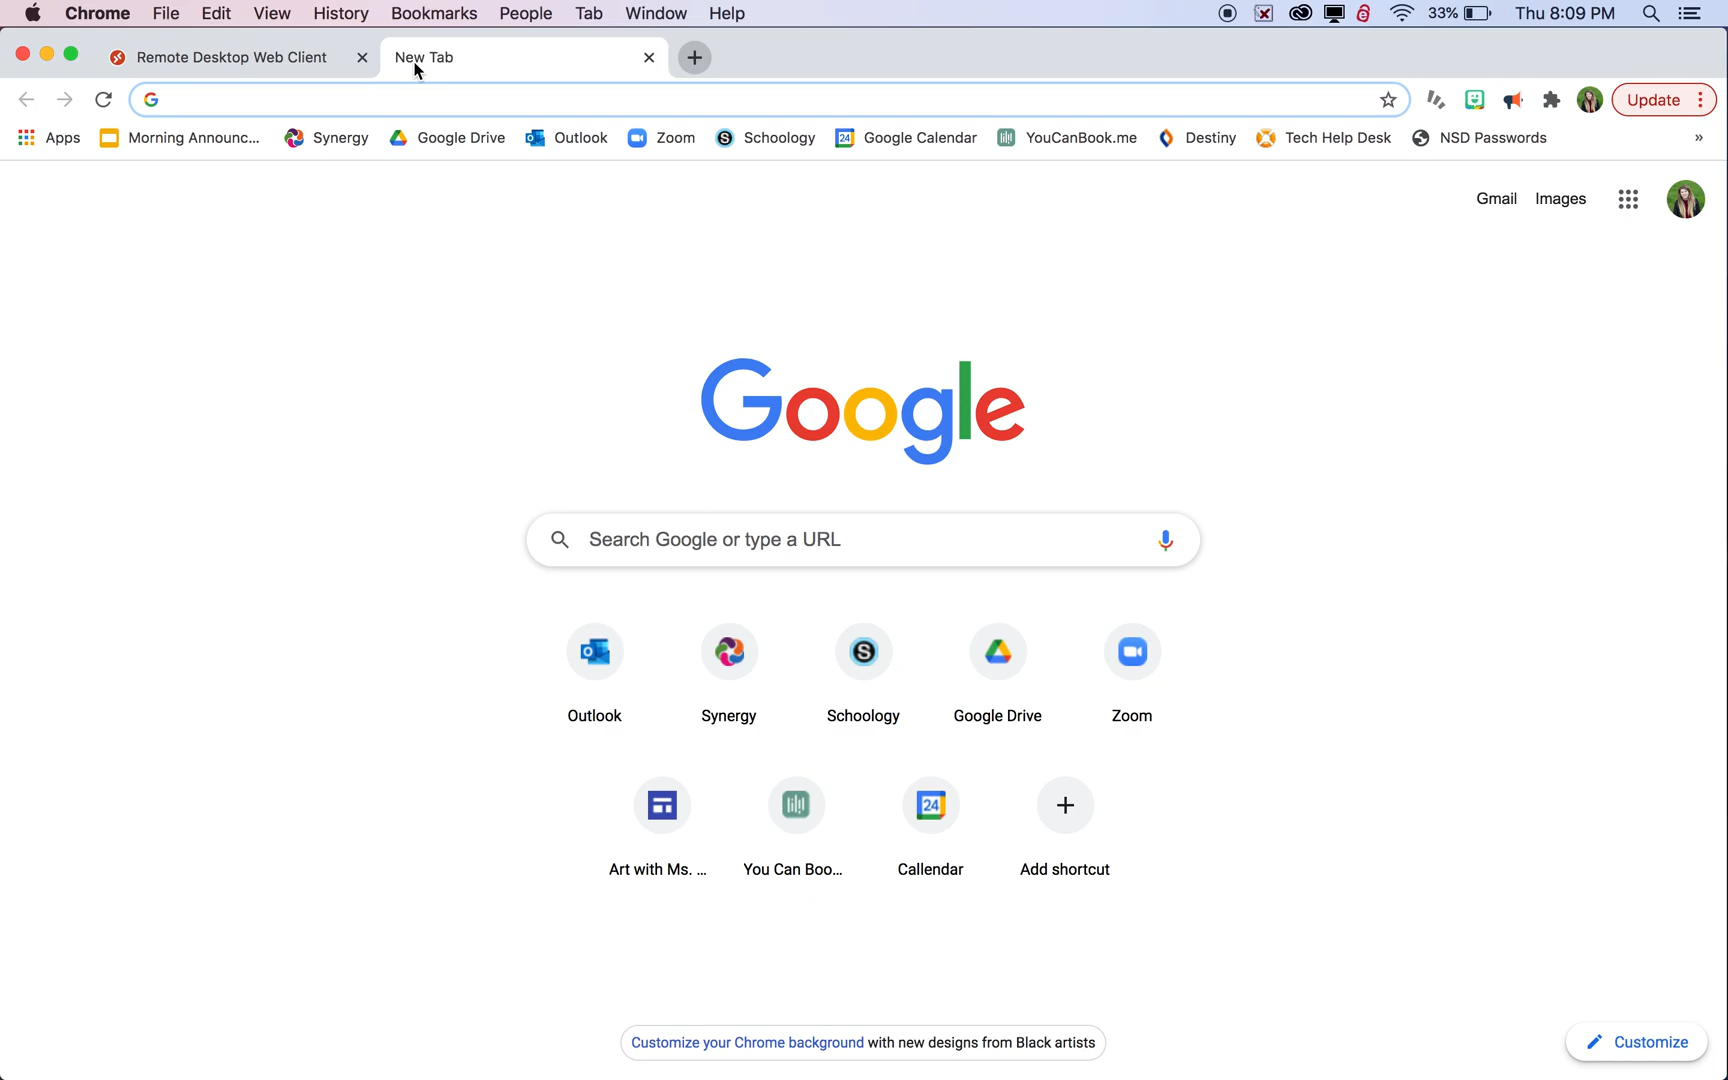 Chrome File Edit View History Bookmarks People Tab Window Help 33% Thu 8:09 PM
Remote Desktop Web Client New Tab
Update
Apps Morning Announc... Synergy Google Drive Outlook Zoom Schoology Google Calendar YouCanBook.me Destiny Tech Help Desk NSD Passwords »
Gmail Images
Google
Search Google or type a URL
Outlook Synergy Schoology Google Drive Zoom
24
Art with Ms. ... You Can Boo... Callendar Add shortcut
Customize your Chrome background with new designs from Black artists
Customize